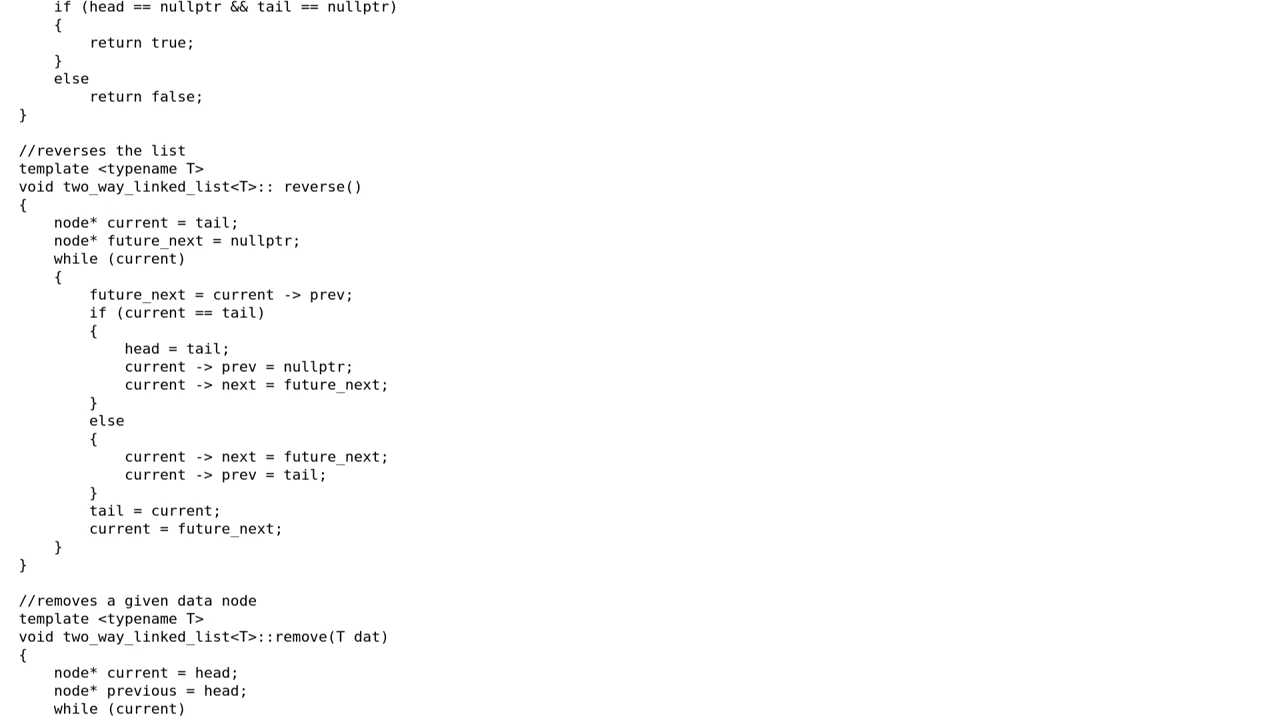 if (head == nullptr && tail == nullptr)
    {
        return true;
    }
    else
        return false;
}

//reverses the list
template <typename T>
void two_way_linked_list<T>:: reverse()
{
    node* current = tail;
    node* future_next = nullptr;
    while (current)
    {
        future_next = current -> prev;
        if (current == tail)
        {
            head = tail;
            current -> prev = nullptr;
            current -> next = future_next;
        }
        else
        {
            current -> next = future_next;
            current -> prev = tail;
        }
        tail = current;
        current = future_next;
    }
}

//removes a given data node
template <typename T>
void two_way_linked_list<T>::remove(T dat)
{
    node* current = head;
    node* previous = head;
    while (current)